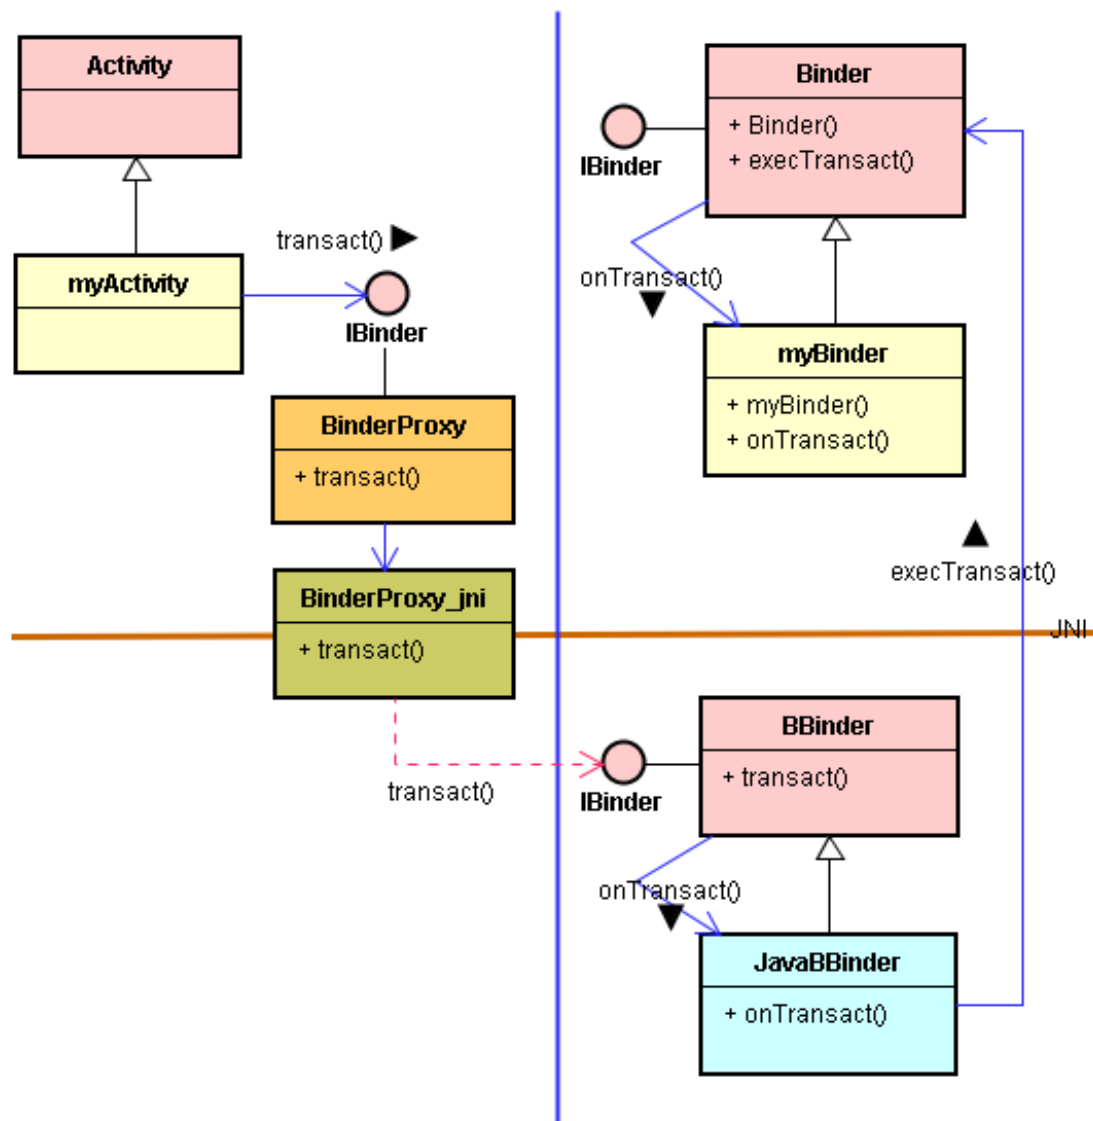 Activity
myActivity
transact()
IBinder
BinderProxy
+ transact()
BinderProxy_jni
+ transact()
transact()
Binder
+ Binder()
+ execTransact()
IBinder
onTransact()
myBinder
+ myBinder()
+ onTransact()
execTransact()
JNI
BBinder
+ transact()
IBinder
onTransact()
JavaBBinder
+ onTransact()